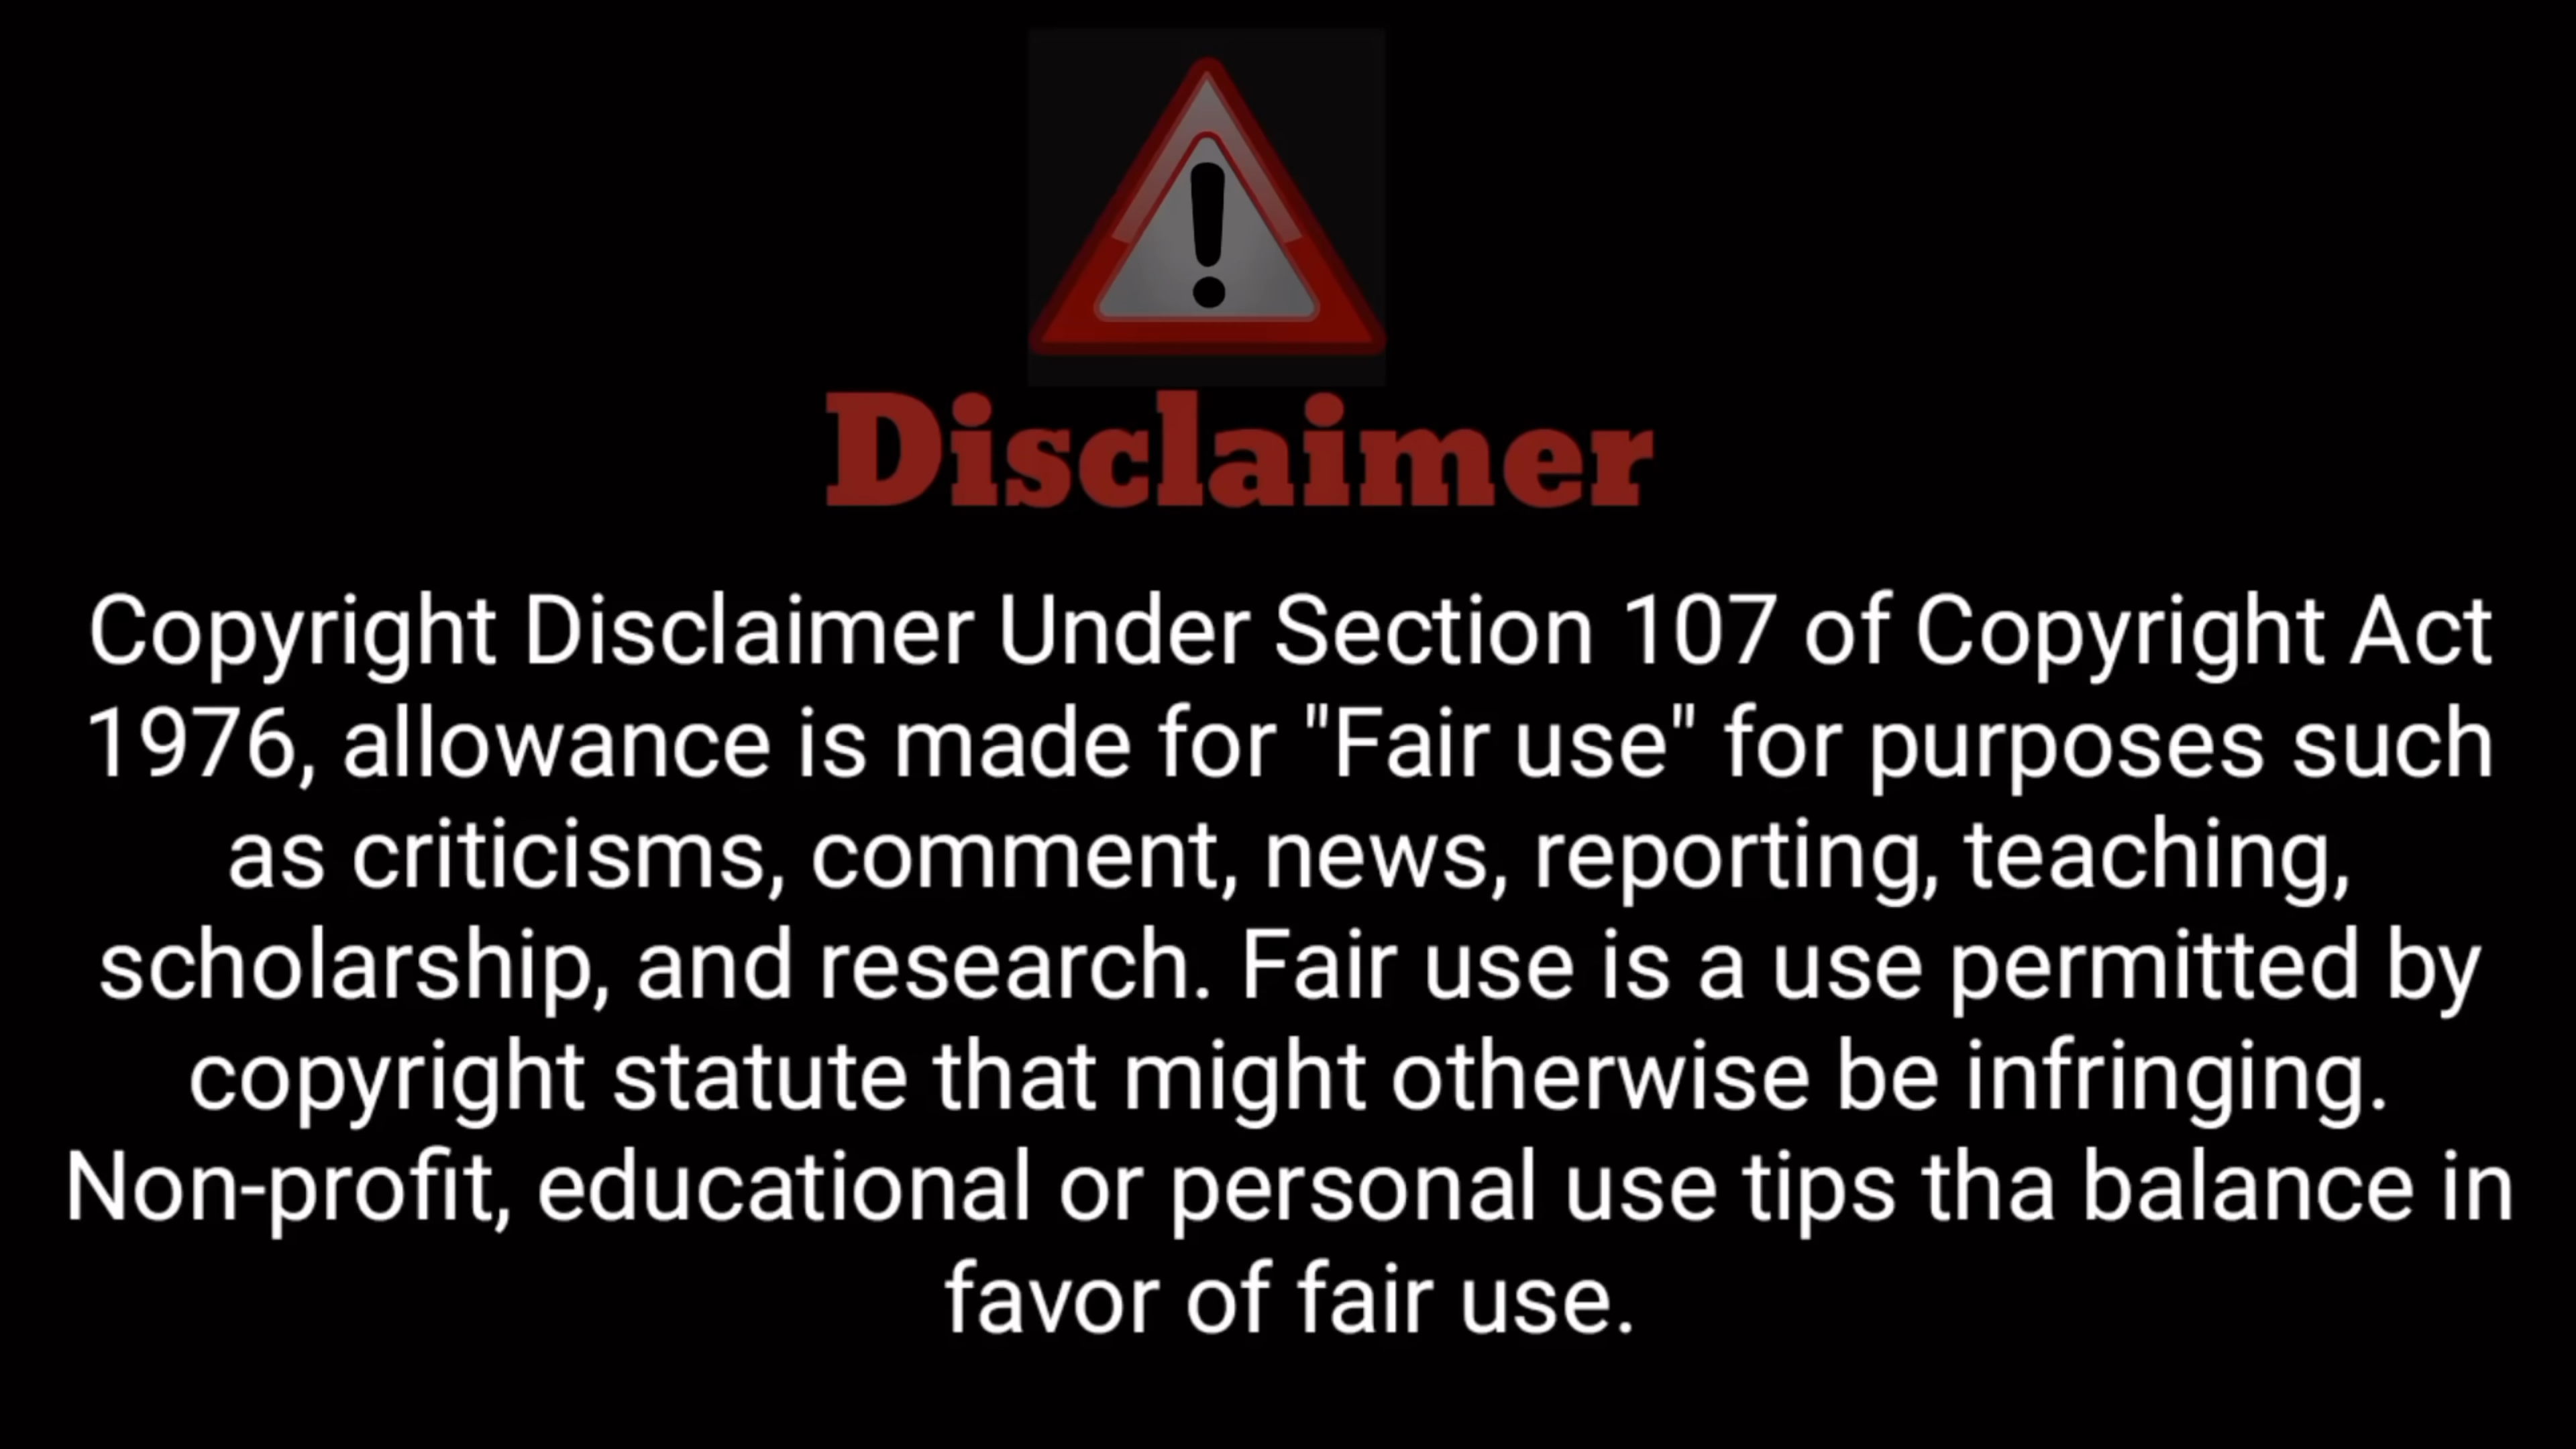 !
Disclaimer
Copyright Disclaimer Under Section 107 of Copyright Act
1976, allowance is made for "Fair use" for purposes such
as criticisms, comment, news, reporting, teaching,
scholarship, and research. Fair use is a use permitted by
copyright statute that might otherwise be infringing.
Non-profit, educational or personal use tips tha balance in
favor of fair use.